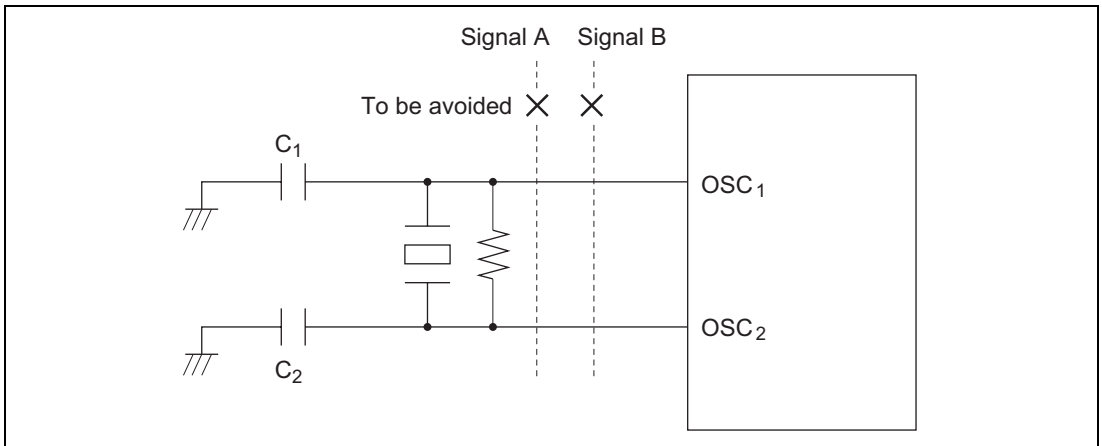 Signal A Signal B
To be avoided
C1
OSC1
OSC2
C2